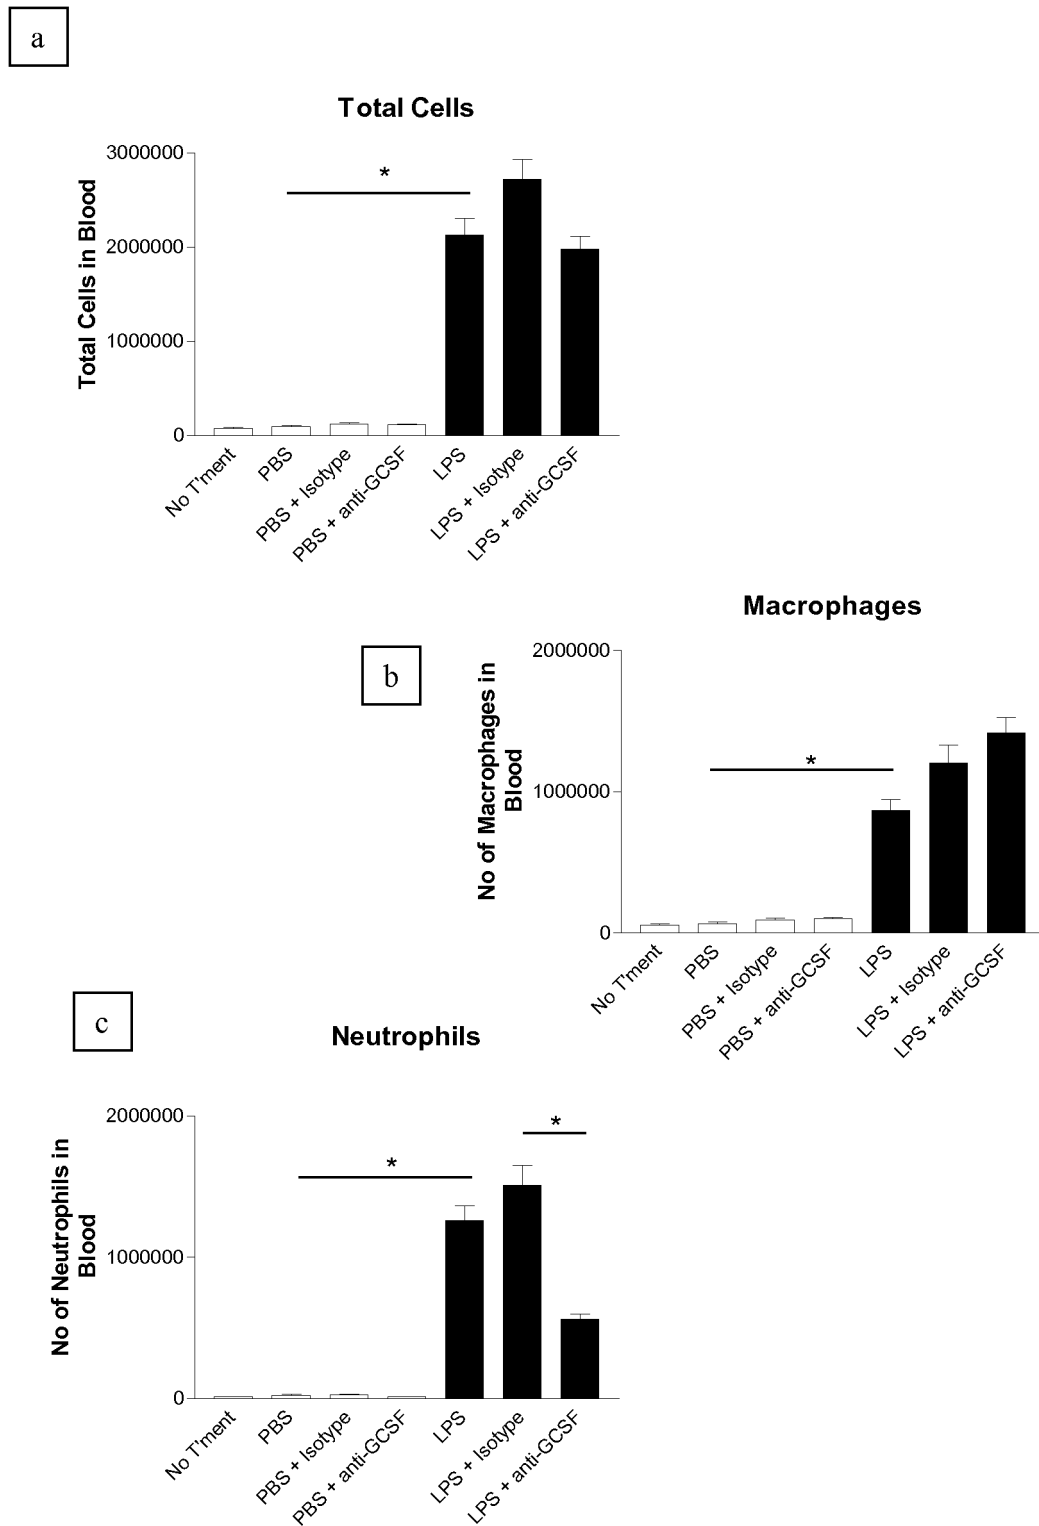 a
Total Cells
Total Cells in Blood
3000000
2000000
1000000
0
*
No T'ment
PBS
PBS + Isotype
PBS + anti-GCSF
LPS
LPS + Isotype
LPS + anti-GCSF
b
Macrophages
No of Macrophages in
Blood
2000000
1000000
0
*
No T'ment
PBS
PBS + Isotype
PBS + anti-GCSF
LPS
LPS + Isotype
LPS + anti-GCSF
c
Neutrophils
No of Neutrophils in
Blood
2000000
1000000
0
*
*
No T'ment
PBS
PBS + Isotype
PBS + anti-GCSF
LPS
LPS + Isotype
LPS + anti-GCSF